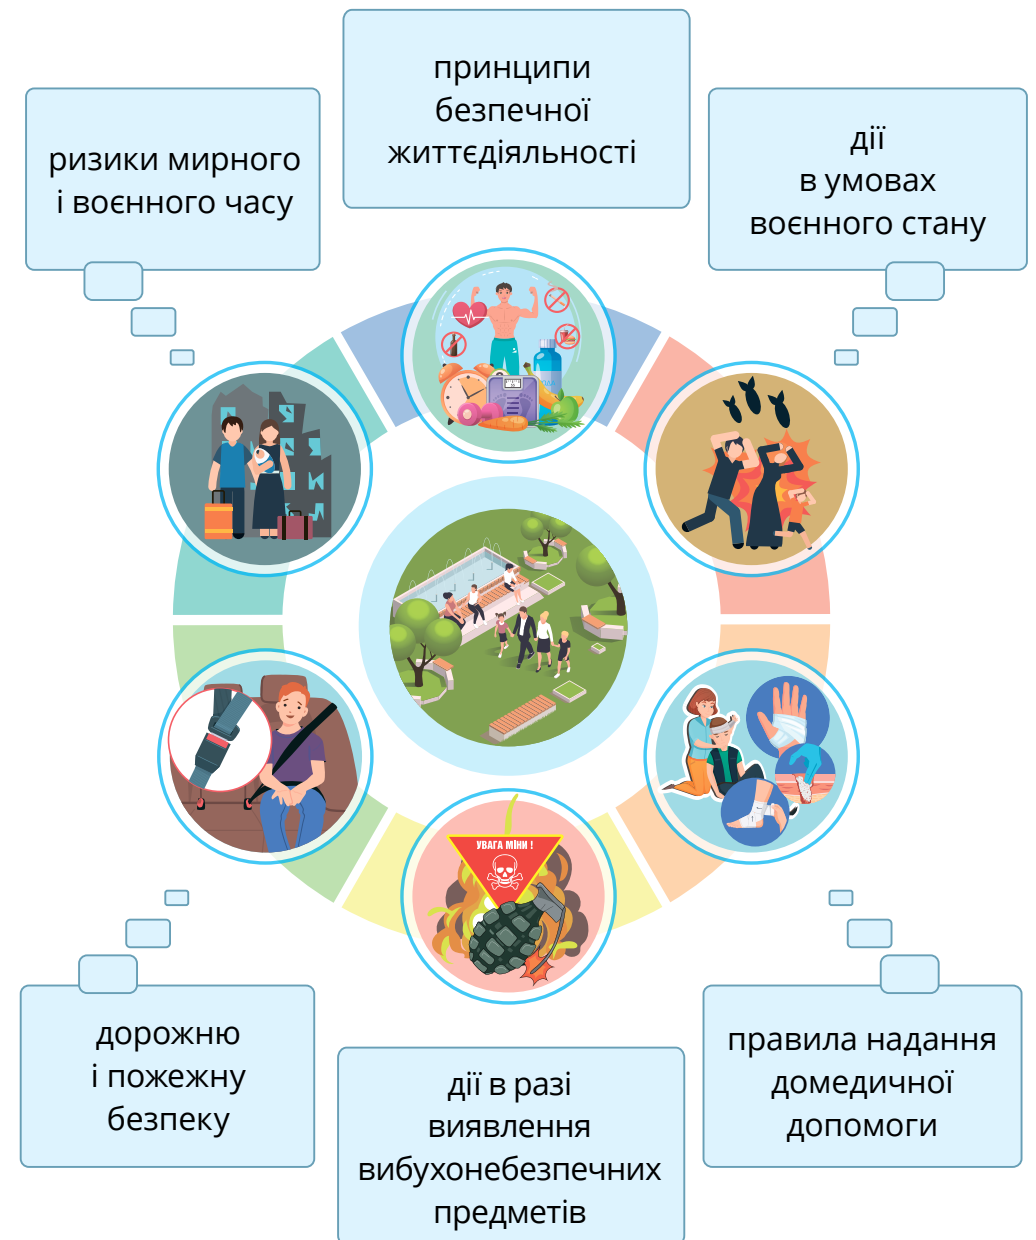 принципи
безпечної
життєдіяльності
ризики мирного
і воєнного часу
дії
в умовах
воєнного стану
УВАГА МІНИ !
дорожню
і пожежну
безпеку
дії в разі
виявлення
вибухонебезпечних
предметів
правила надання
домедичної
допомоги